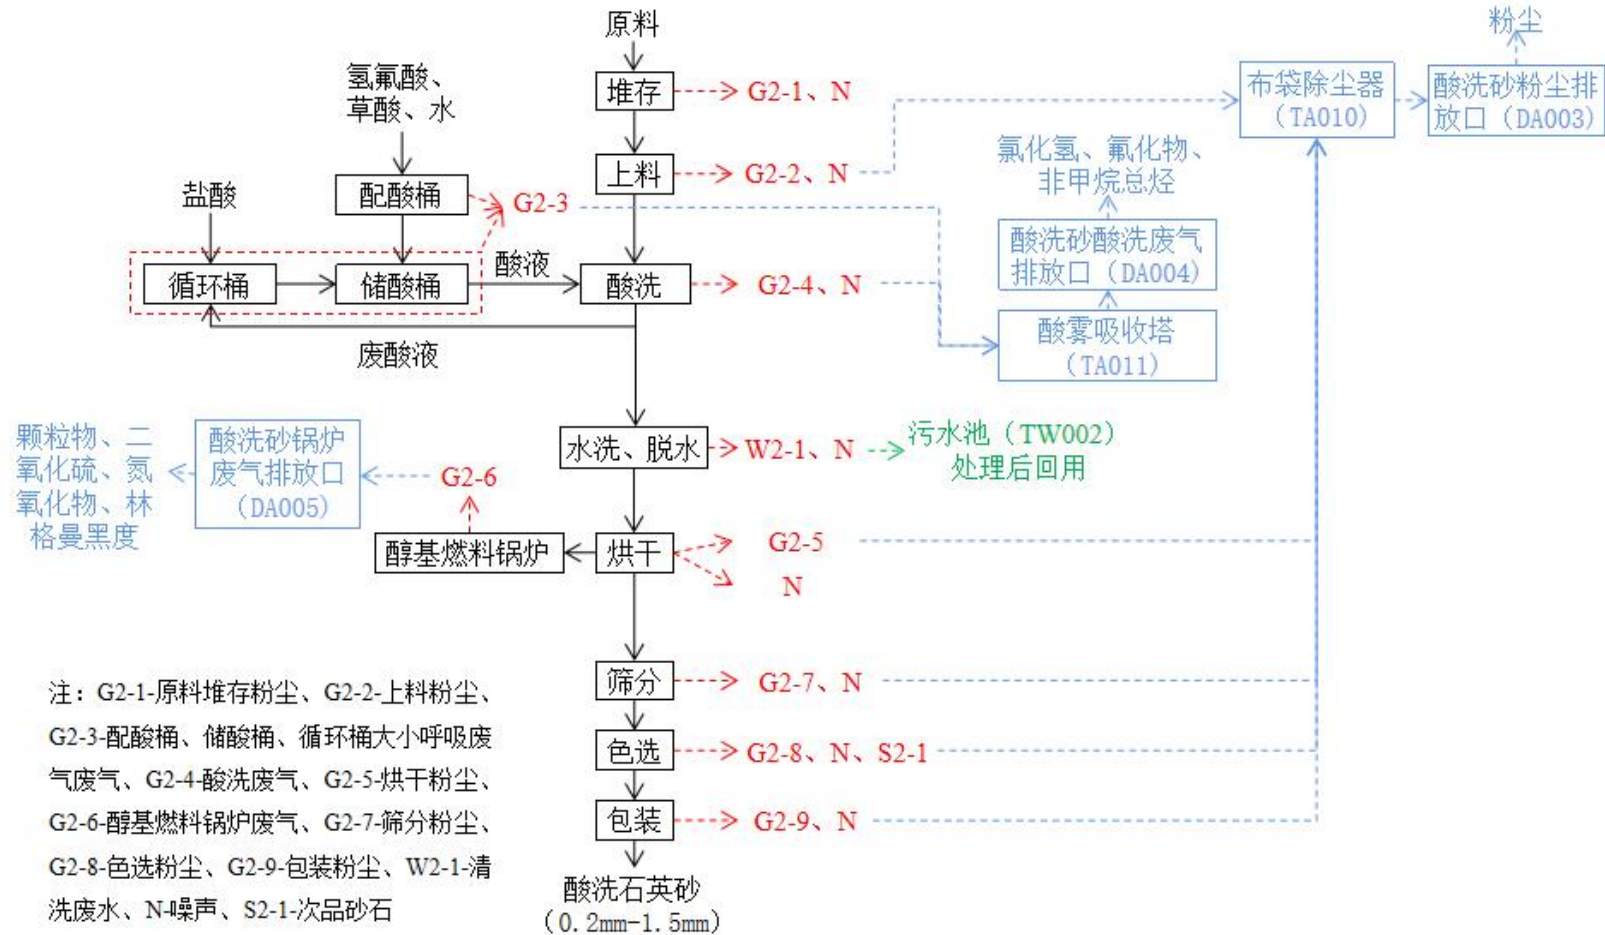 原料
粉尘
氢氟酸、
草酸、水
堆存
G2-1、N
布袋除尘器
（TA010）
酸洗砂粉尘排
放口（DA003）
氯化氢、氟化物、
非甲烷总烃
上料
G2-2、N
盐酸
配酸桶
G2-3
酸洗砂酸洗废气
排放口（DA004）
循环桶
储酸桶
酸液
酸洗
G2-4、N
废酸液
酸雾吸收塔
（TA011）
颗粒物、二
氧化硫、氮
氧化物、林
格曼黑度
酸洗砂锅炉
废气排放口
（DA005）
G2-6
水洗、脱水
W2-1、N
污水池（TW002）
处理后回用
醇基燃料锅炉
烘干
G2-5
N
筛分
G2-7、N
色选
G2-8、N、S2-1
包装
G2-9、N
酸洗石英砂
（0.2mm-1.5mm）
注：G2-1-原料堆存粉尘、G2-2-上料粉尘、
G2-3-配酸桶、储酸桶、循环桶大小呼吸废
气废气、G2-4-酸洗废气、G2-5-烘干粉尘、
G2-6-醇基燃料锅炉废气、G2-7-筛分粉尘、
G2-8-色选粉尘、G2-9-包装粉尘、W2-1-清
洗废水、N-噪声、S2-1-次品砂石